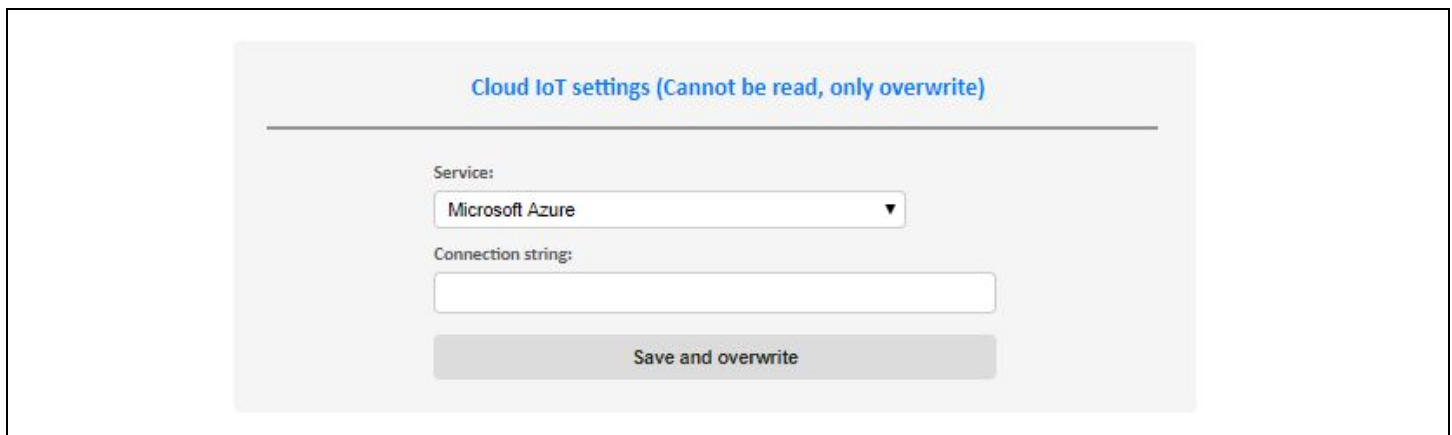 Cloud IoT settings (Cannot be read, only overwrite)
Service:
Microsoft Azure
Connection string:
Save and overwrite